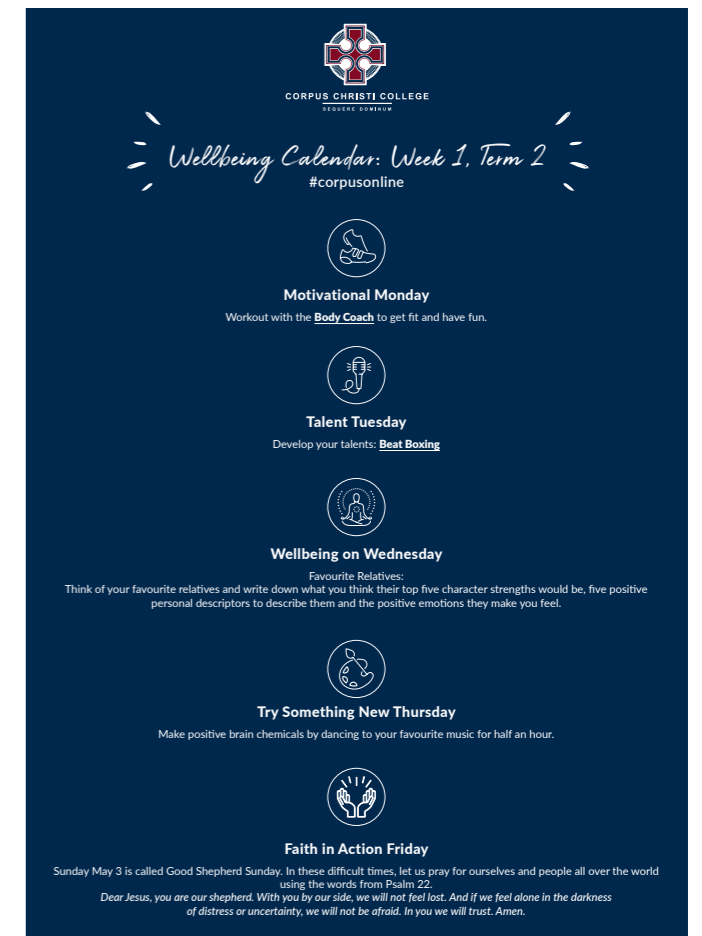 CORPUS CHRISTI COLLEGE
SEQUERE DOMINUM
Wellbeing Calendar: Week 1, Term 2
#corpusonline
Motivational Monday
Workout with the Body Coach to get fit and have fun.
Talent Tuesday
Develop your talents: Beat Boxing
Wellbeing on Wednesday
Favourite Relatives:
Think of your favourite relatives and write down what you think their top five character strengths would be, five positive
personal descriptors to describe them and the positive emotions they make you feel.
Try Something New Thursday
Make positive brain chemicals by dancing to your favourite music for half an hour.
Faith in Action Friday
Sunday May 3 is called Good Shepherd Sunday. In these difficult times, let us pray for ourselves and people all over the world
using the words from Psalm 22.
Dear Jesus, you are our shepherd. With you by our side, we will not feel lost. And if we feel alone in the darkness
of distress or uncertainty, we will not be afraid. In you we will trust. Amen.